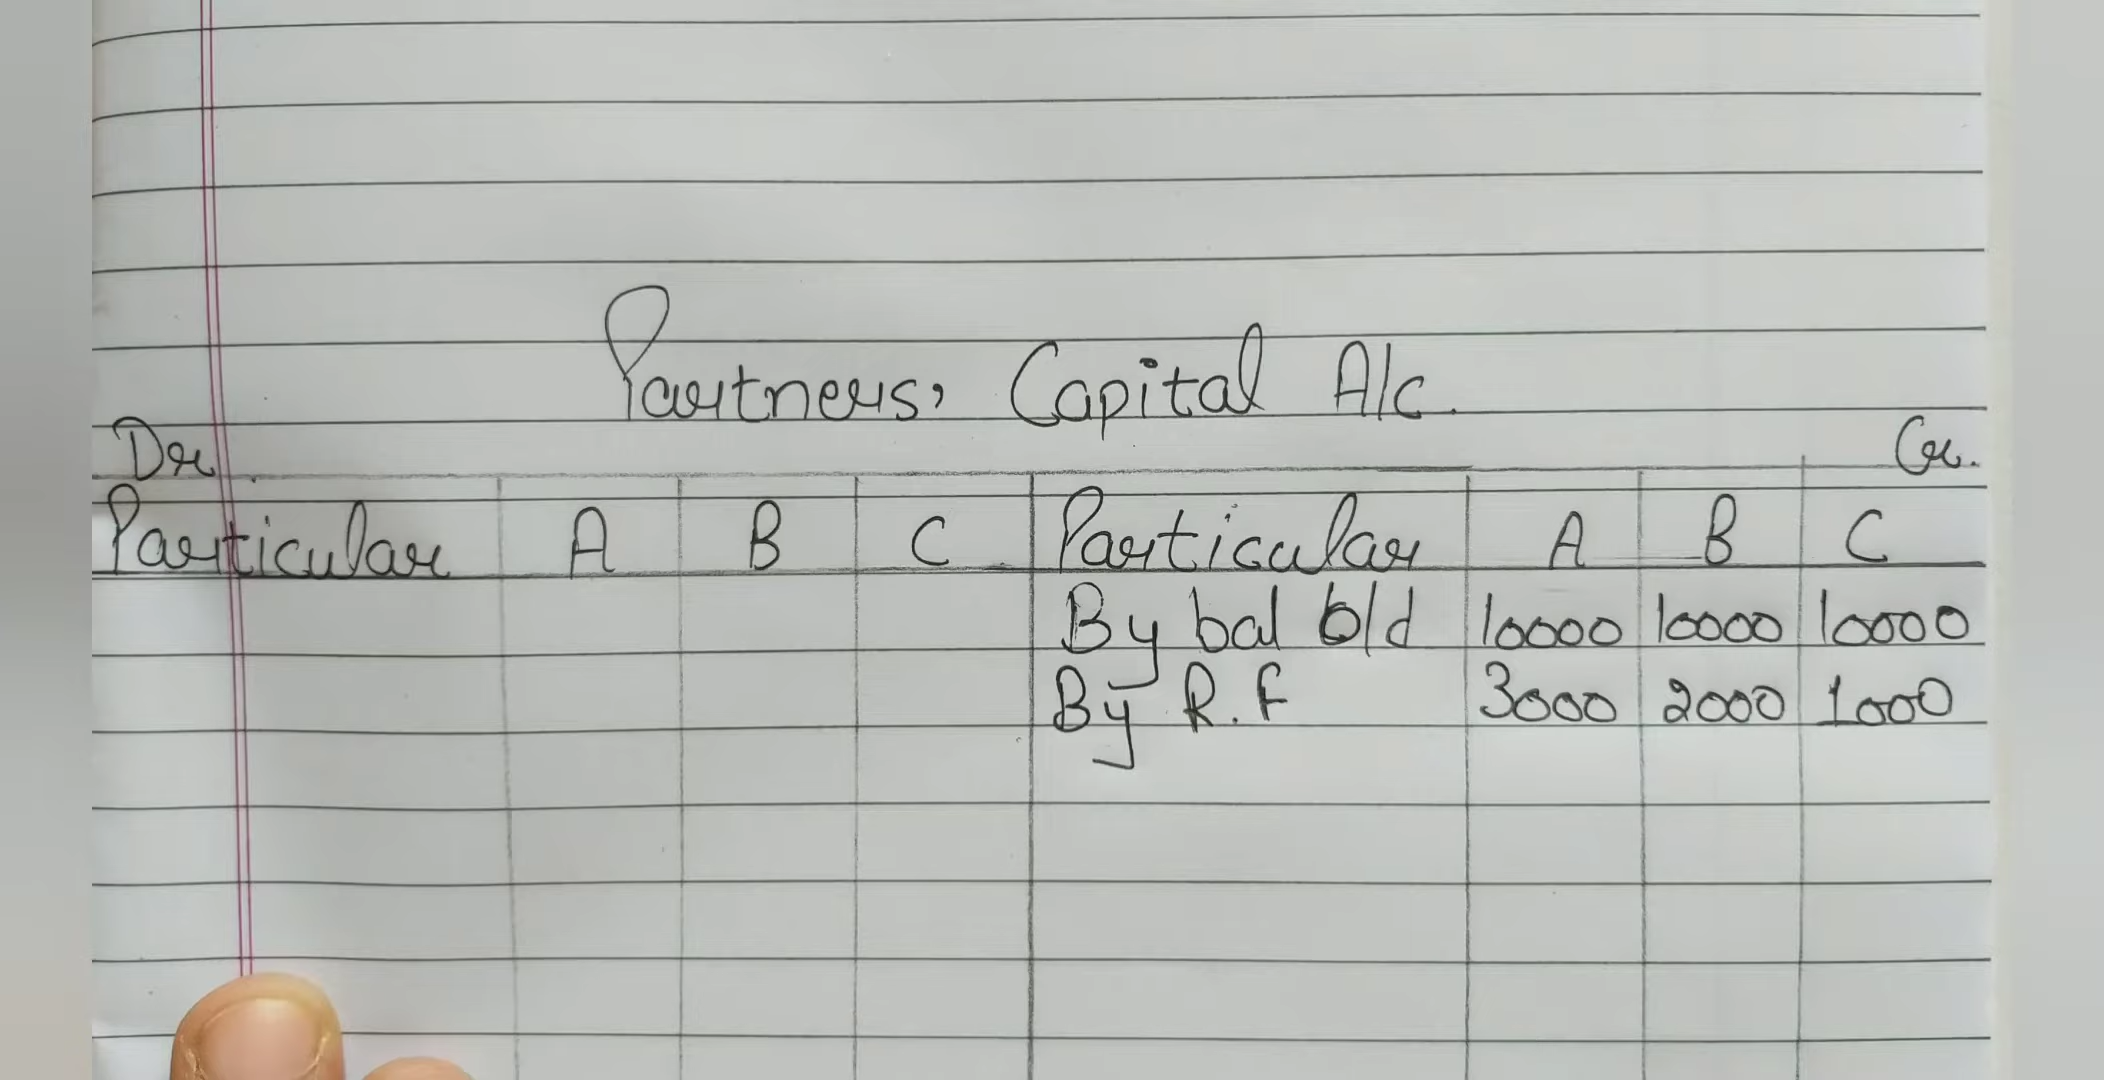 Partners' Capital A/c.
Dr. Cr.
Particular A B C Particular A B C
By bal b/d 10000 10000 10000
By R.F 3000 2000 1000